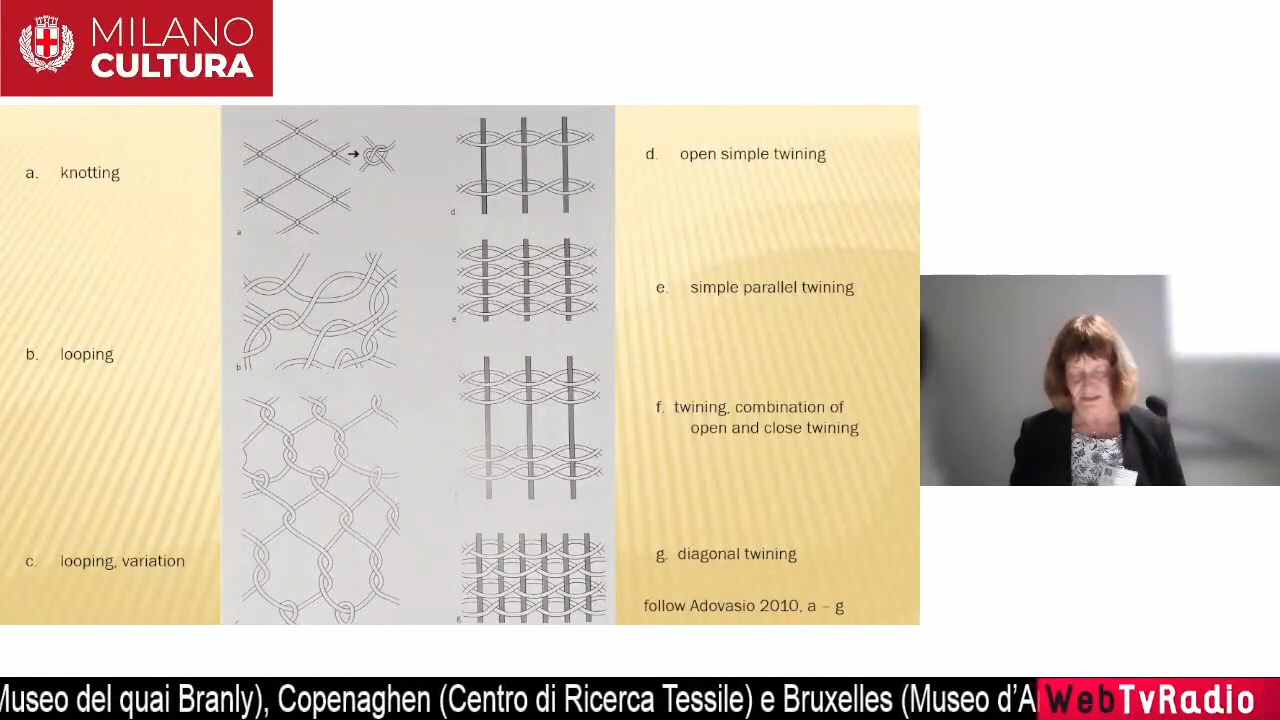 MILANO
CULTURA
a. knotting
b. looping
c. looping, variation
a
b
c
d
e
g
d. open simple twining
e. simple parallel twining
f. twining, combination of
open and close twining
g. diagonal twining
follow Adovasio 2010, a – g
Museo del quai Branly), Copenaghen (Centro di Ricerca Tessile) e Bruxelles (Museo d'A
WebTvRadio